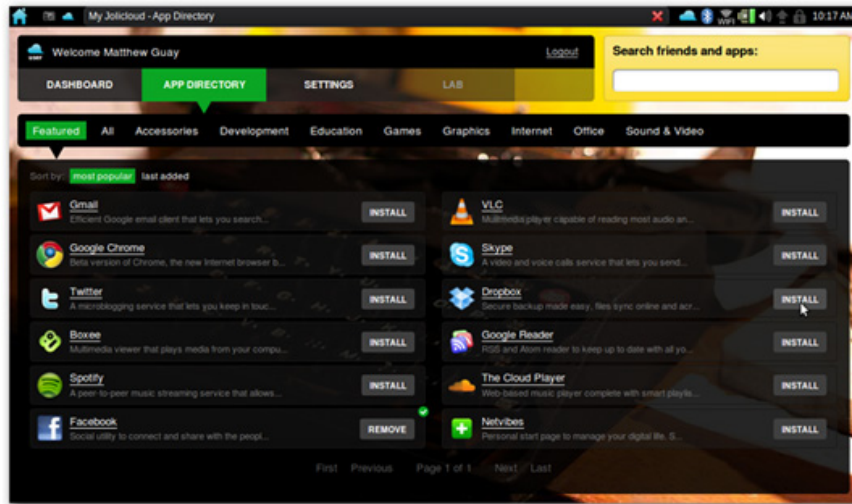 My Jolicloud - App Directory
WiFi
10:17 AM
Welcome Matthew Guay
Logout
Search friends and apps:
DASHBOARD
APP DIRECTORY
SETTINGS
LAB
Featured
All
Accessories
Development
Education
Games
Graphics
Internet
Office
Sound & Video
Sort by: most popular last added
Gmail
Efficient Google email client that lets you search...
INSTALL
VLC
Multimedia player capable of reading most audio an...
INSTALL
Google Chrome
Beta version of Chrome, the new Internet browser b...
INSTALL
Skype
A video and voice calls service that lets you send...
INSTALL
Twitter
A microblogging service that lets you keep in touc...
INSTALL
Dropbox
Secure backup made easy, files sync online and acr...
INSTALL
Boxee
Multimedia viewer that plays media from your compu...
INSTALL
Google Reader
RSS and Atom reader to keep up to date with all yo...
INSTALL
Spotify
A peer-to-peer music streaming service that allows...
INSTALL
The Cloud Player
Web-based music player complete with smart playlis...
INSTALL
Facebook
Social utility to connect and share with the peopl...
REMOVE
Netvibes
Personal start page to manage your digital life. S...
INSTALL
First Previous Page 1 of 1 Next Last